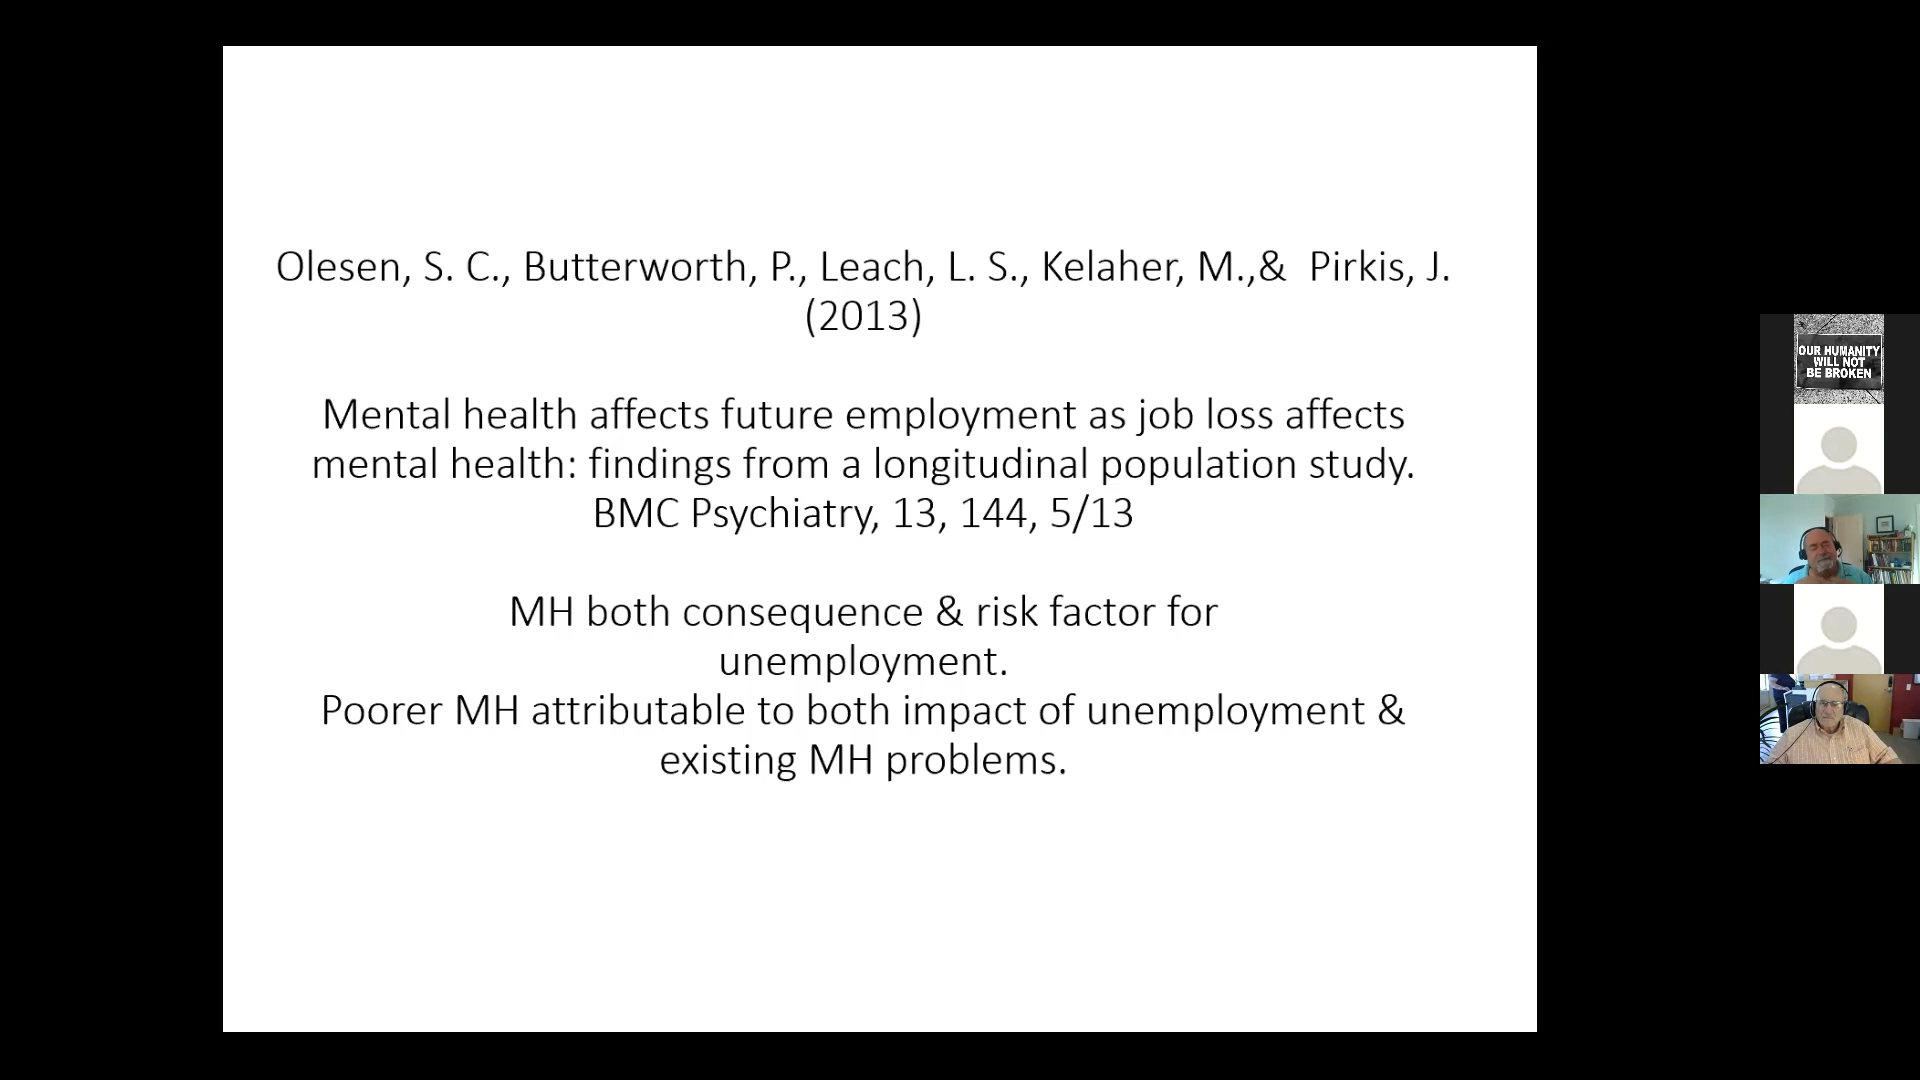 Olesen, S. C., Butterworth, P., Leach, L. S., Kelaher, M.,&  Pirkis, J.
(2013)
Mental health affects future employment as job loss affects
mental health: findings from a longitudinal population study.
BMC Psychiatry, 13, 144, 5/13
MH both consequence & risk factor for
unemployment.
Poorer MH attributable to both impact of unemployment &
existing MH problems.
OUR HUMANITY
WILL NOT
BE BROKEN